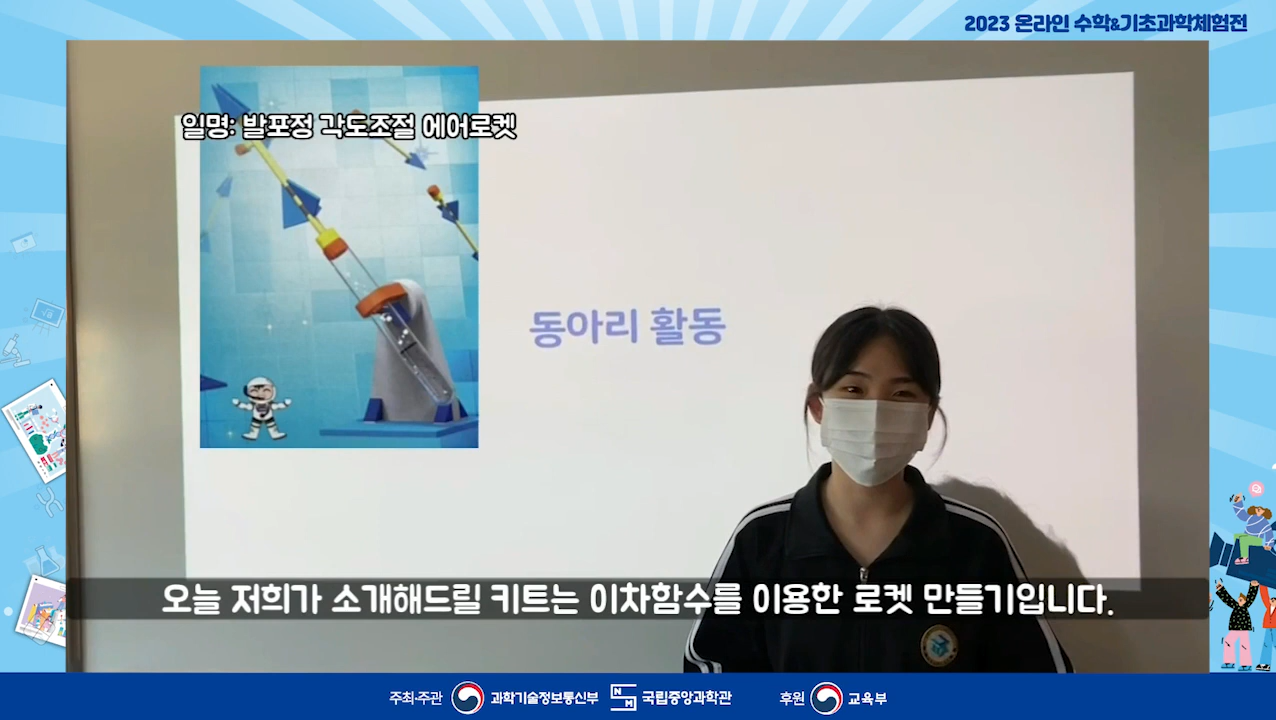 2023 온라인 수학&기초과학체험전
일명: 발포정 각도조절 에어로켓
동아리 활동
오늘 저희가 소개해드릴 키트는 이차함수를 이용한 로켓 만들기입니다.
주최·주관 과학기술정보통신부 NSM 국립중앙과학관 후원 교육부